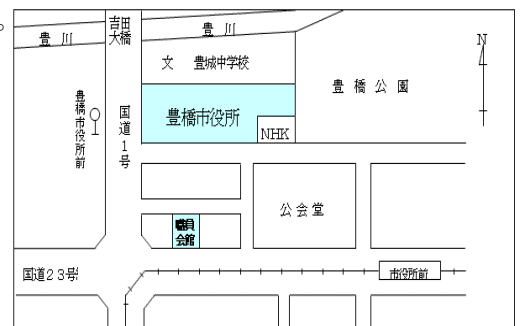 吉田
大橋
豊 川
豊 川
N
文 豊城中学校
豊 橋 公 園
豊橋市役所前
国道1号
豊橋市役所
NHK
職員
会館
公会堂
国道23号
市役所前